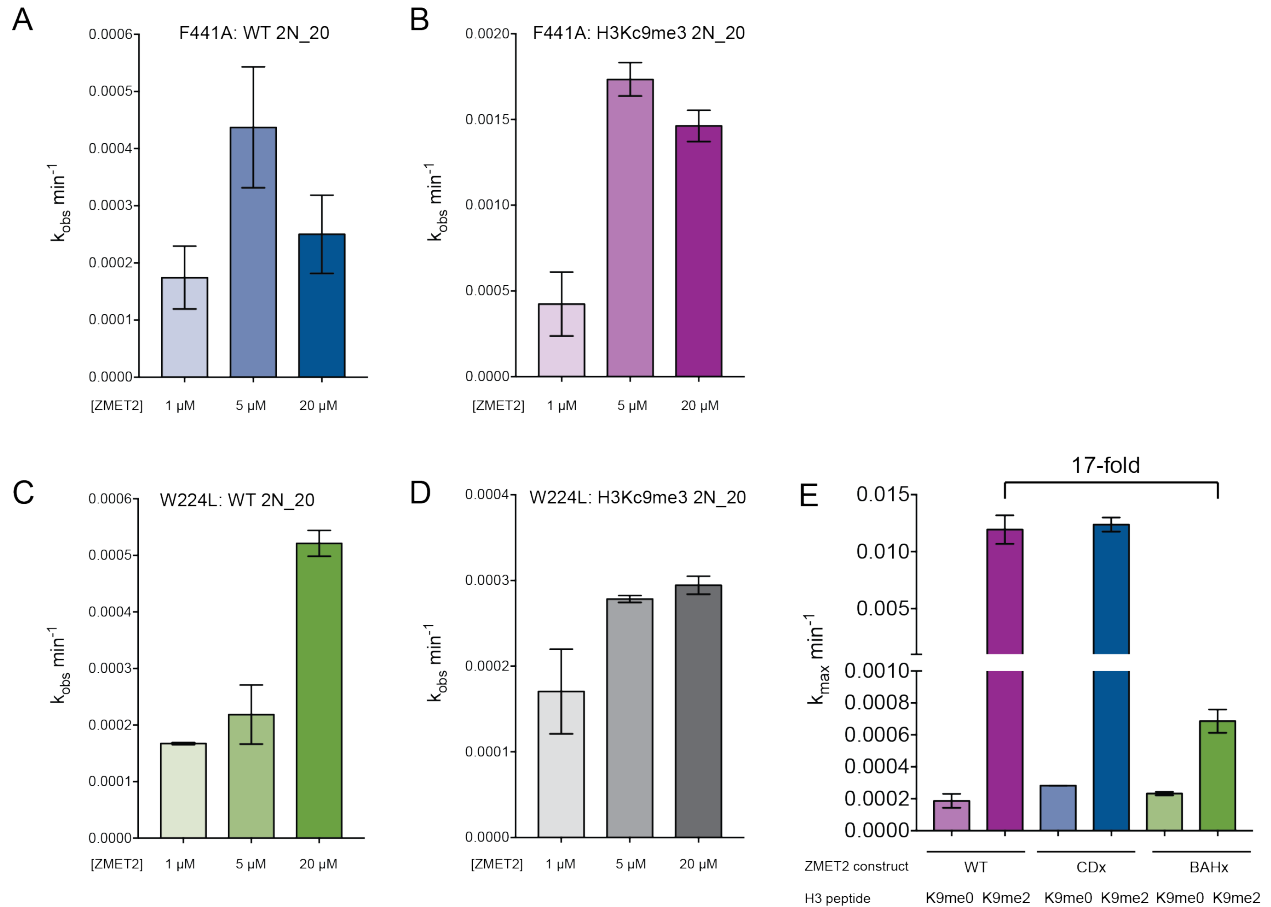 A
F441A: WT 2N_20
0.0006
0.0005
0.0004
0.0003
0.0002
0.0001
0.0000
kobs min-1
[ZMET2] 1 µM 5 µM 20 µM
B
F441A: H3Kc9me3 2N_20
0.0020
0.0015
0.0010
0.0005
0.0000
kobs min-1
[ZMET2] 1 µM 5 µM 20 µM
C
W224L: WT 2N_20
0.0006
0.0005
0.0004
0.0003
0.0002
0.0001
0.0000
kobs min-1
[ZMET2] 1 µM 5 µM 20 µM
D
W224L: H3Kc9me3 2N_20
0.0004
0.0003
0.0002
0.0001
0.0000
kobs min-1
[ZMET2] 1 µM 5 µM 20 µM
E
17-fold
0.015
0.010
0.005
0.0010
0.0008
0.0006
0.0004
0.0002
0.0000
kmax min-1
ZMET2 construct WT CDx BAHx
H3 peptide K9me0 K9me2 K9me0 K9me2 K9me0 K9me2